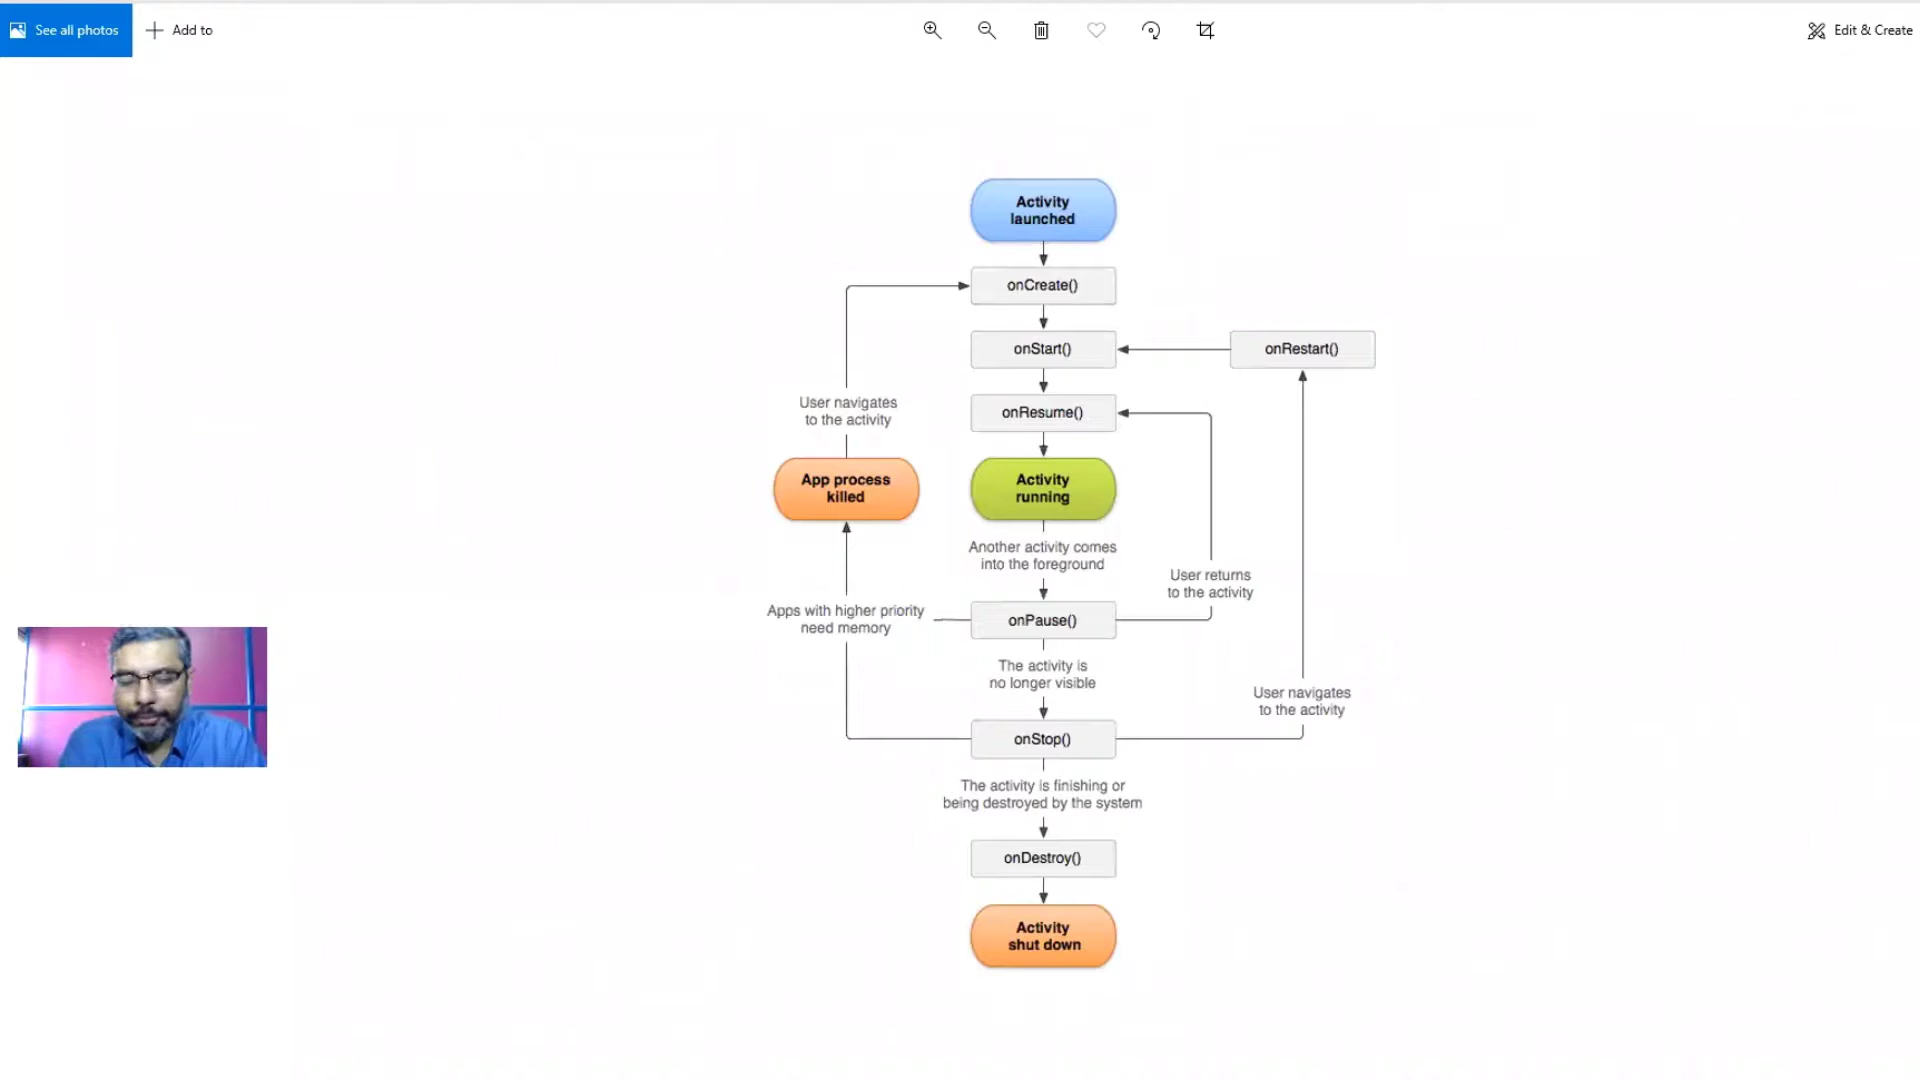 See all photos
Add to
Edit & Create
Activity
launched
onCreate()
onStart()
onRestart()
onResume()
User navigates
to the activity
App process
killed
Activity
running
Another activity comes
into the foreground
User returns
to the activity
Apps with higher priority
need memory
onPause()
The activity is
no longer visible
User navigates
to the activity
onStop()
The activity is finishing or
being destroyed by the system
onDestroy()
Activity
shut down